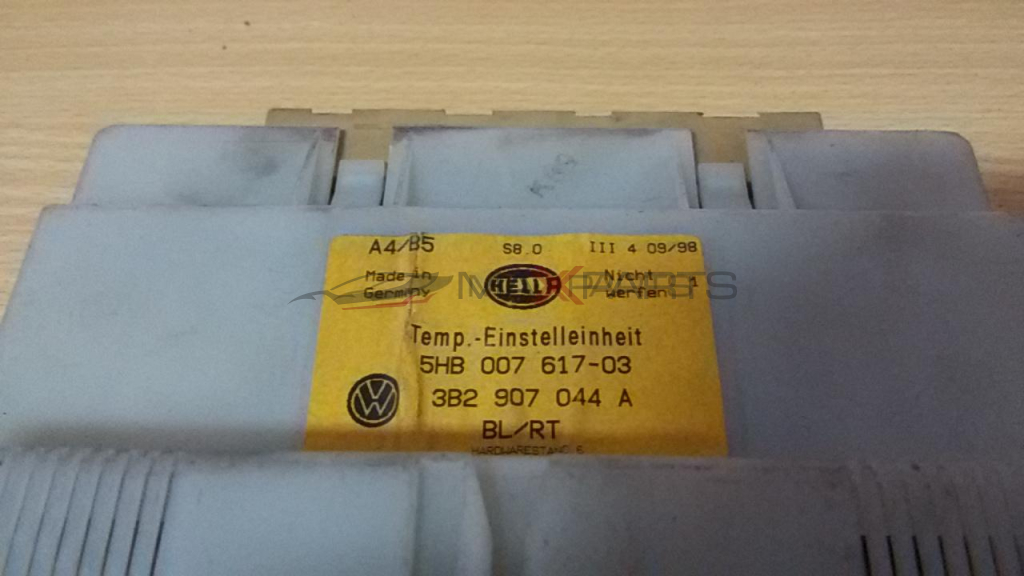 A4/B5 S8.0 III 4 09/98
Made in Germany
HELLA
Nicht werfen!
Temp.-Einstelleinheit
5HB 007 617-03
VW
3B2 907 044 A
BL/RT
HARDWARESTAND 6